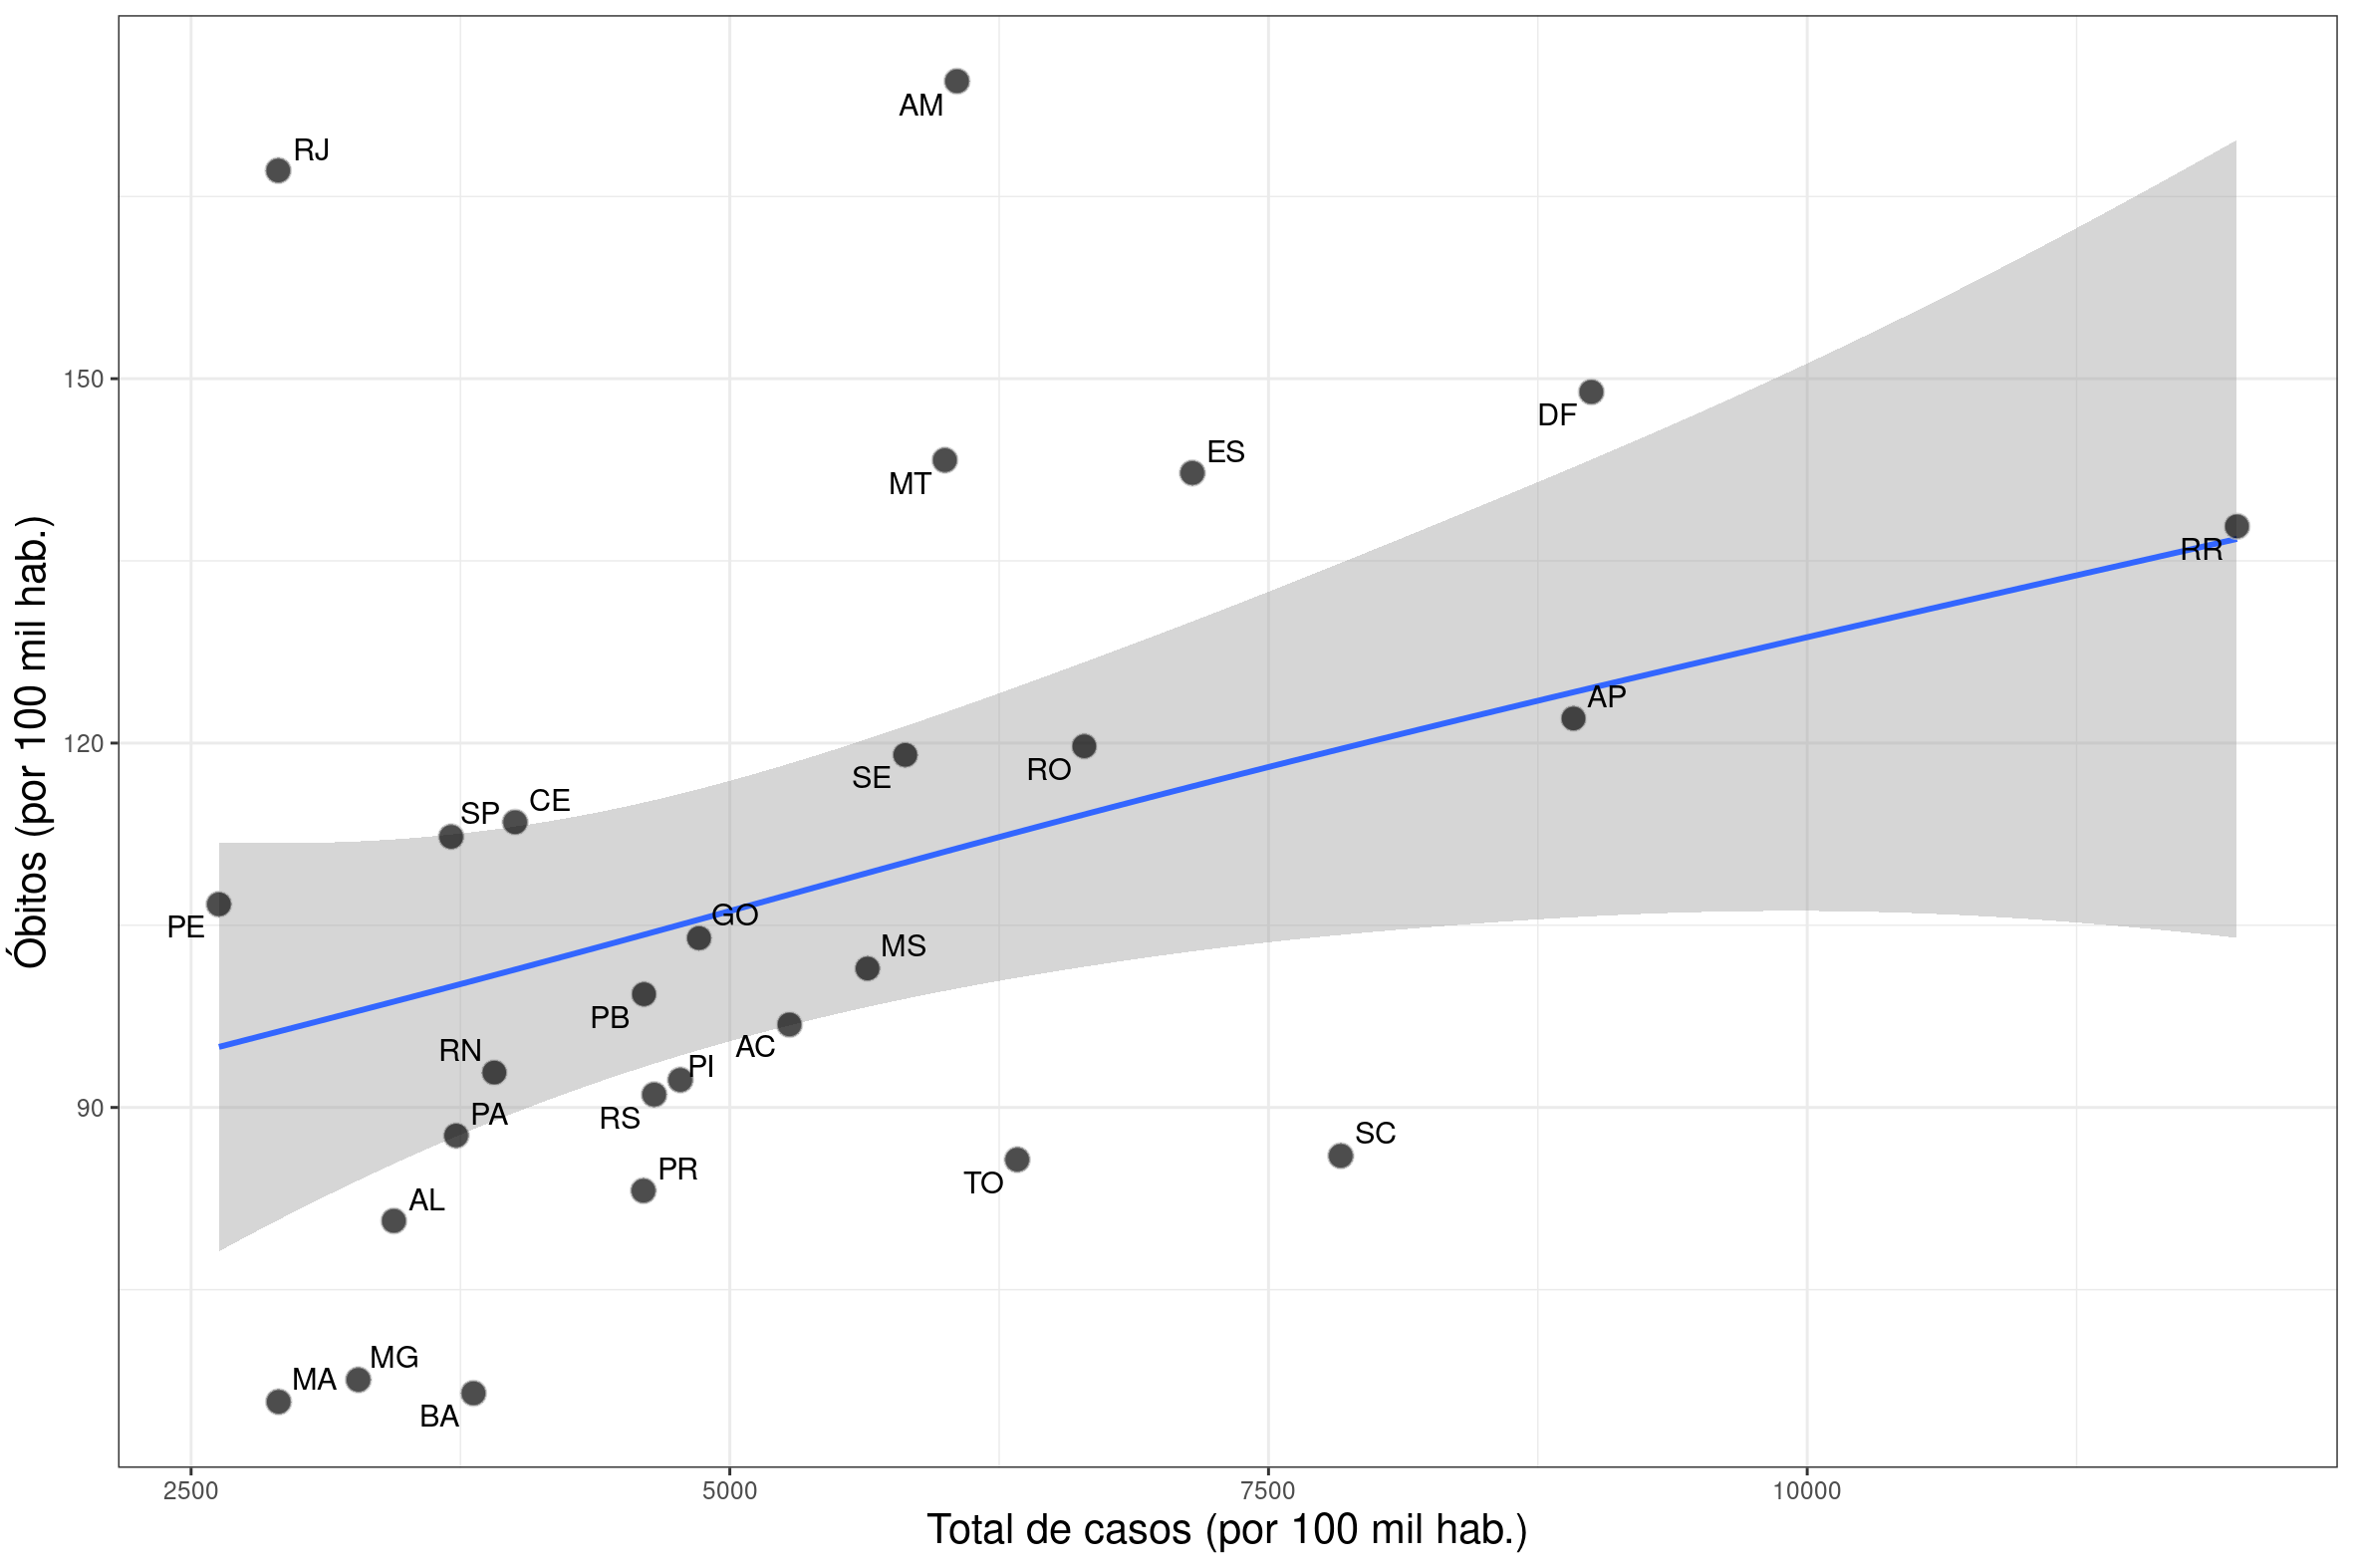 AM
RJ
150
DF
ES
MT
RR
AP
120
SE
RO
SP
CE
PE
GO
MS
PB
AC
RN
PI
RS
PA
90
SC
PR
TO
AL
MG
MA
BA
2500
5000
7500
10000
Total de casos (por 100 mil hab.)
Óbitos (por 100 mil hab.)